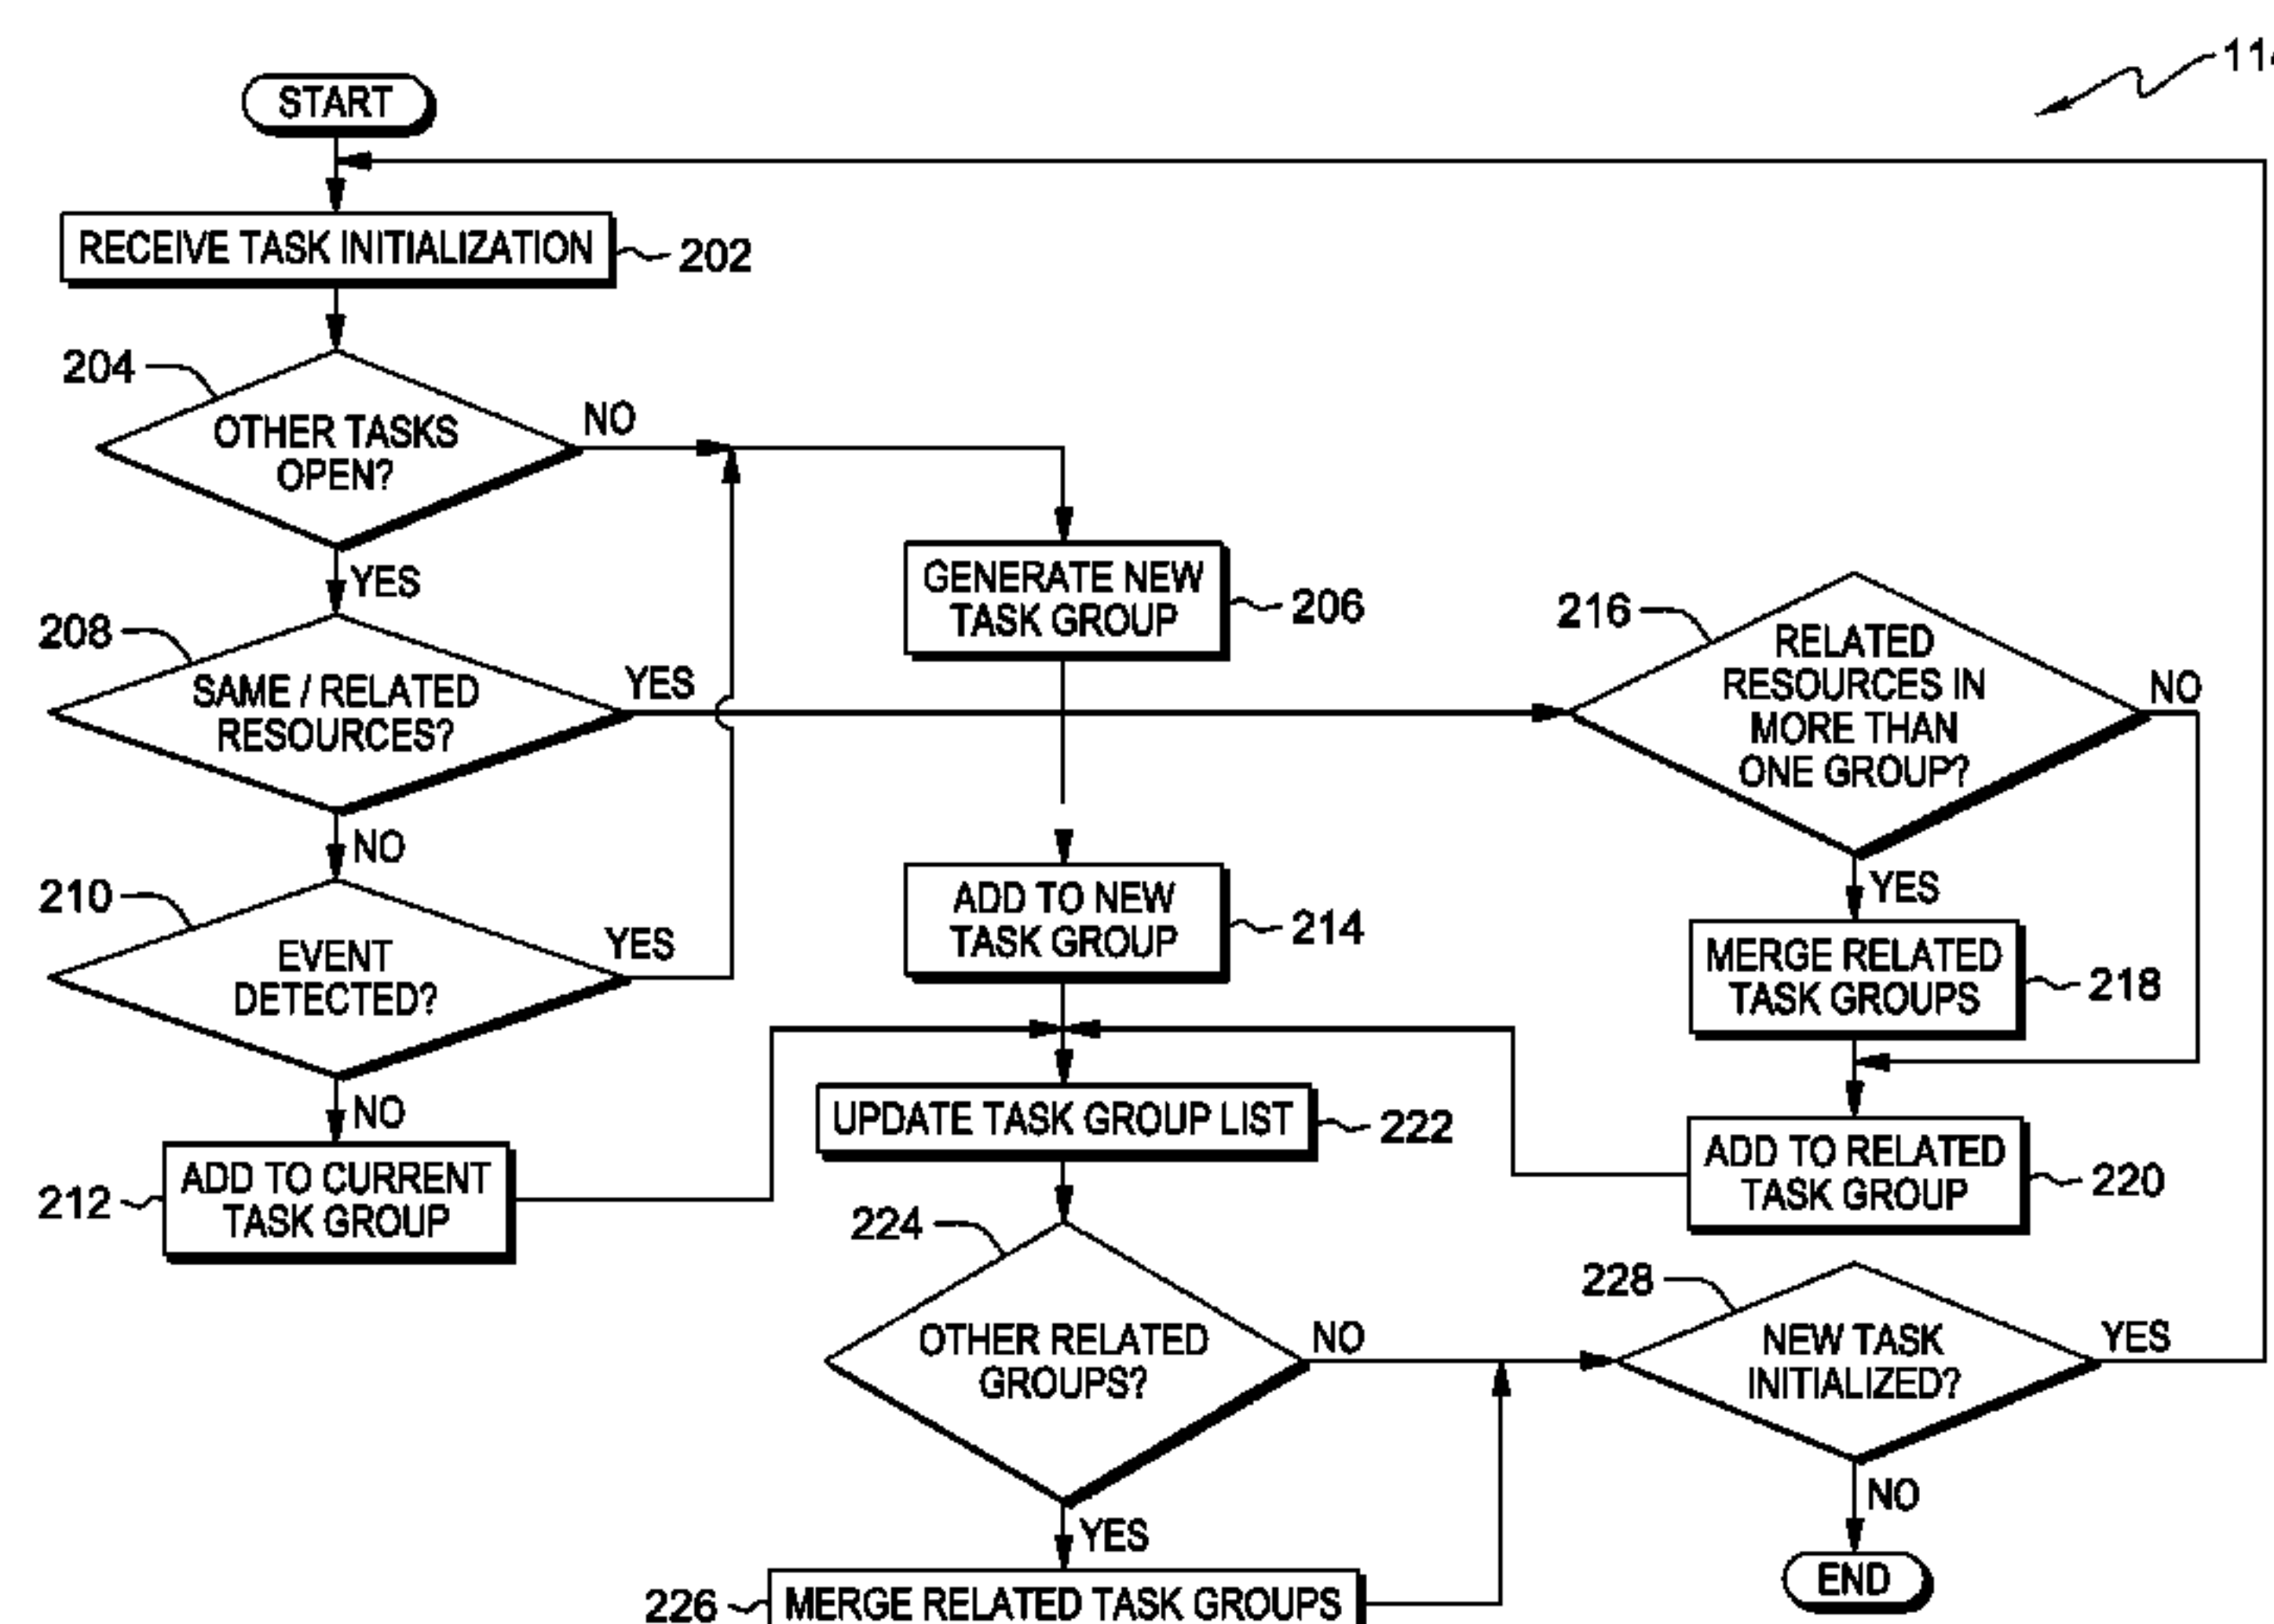 114
START
RECEIVE TASK INITIALIZATION
202
204
OTHER TASKS
OPEN?
NO
YES
GENERATE NEW
TASK GROUP
206
208
SAME / RELATED
RESOURCES?
YES
NO
216
RELATED
RESOURCES IN
MORE THAN
ONE GROUP?
NO
YES
210
EVENT
DETECTED?
YES
NO
ADD TO NEW
TASK GROUP
214
MERGE RELATED
TASK GROUPS
218
212
ADD TO CURRENT
TASK GROUP
UPDATE TASK GROUP LIST
222
ADD TO RELATED
TASK GROUP
220
224
OTHER RELATED
GROUPS?
NO
YES
228
NEW TASK
INITIALIZED?
YES
NO
226
MERGE RELATED TASK GROUPS
END